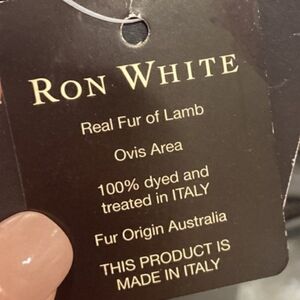 RON WHITE
Real Fur of Lamb
Ovis Area
100% dyed and
treated in ITALY
Fur Origin Australia
THIS PRODUCT IS
MADE IN ITALY